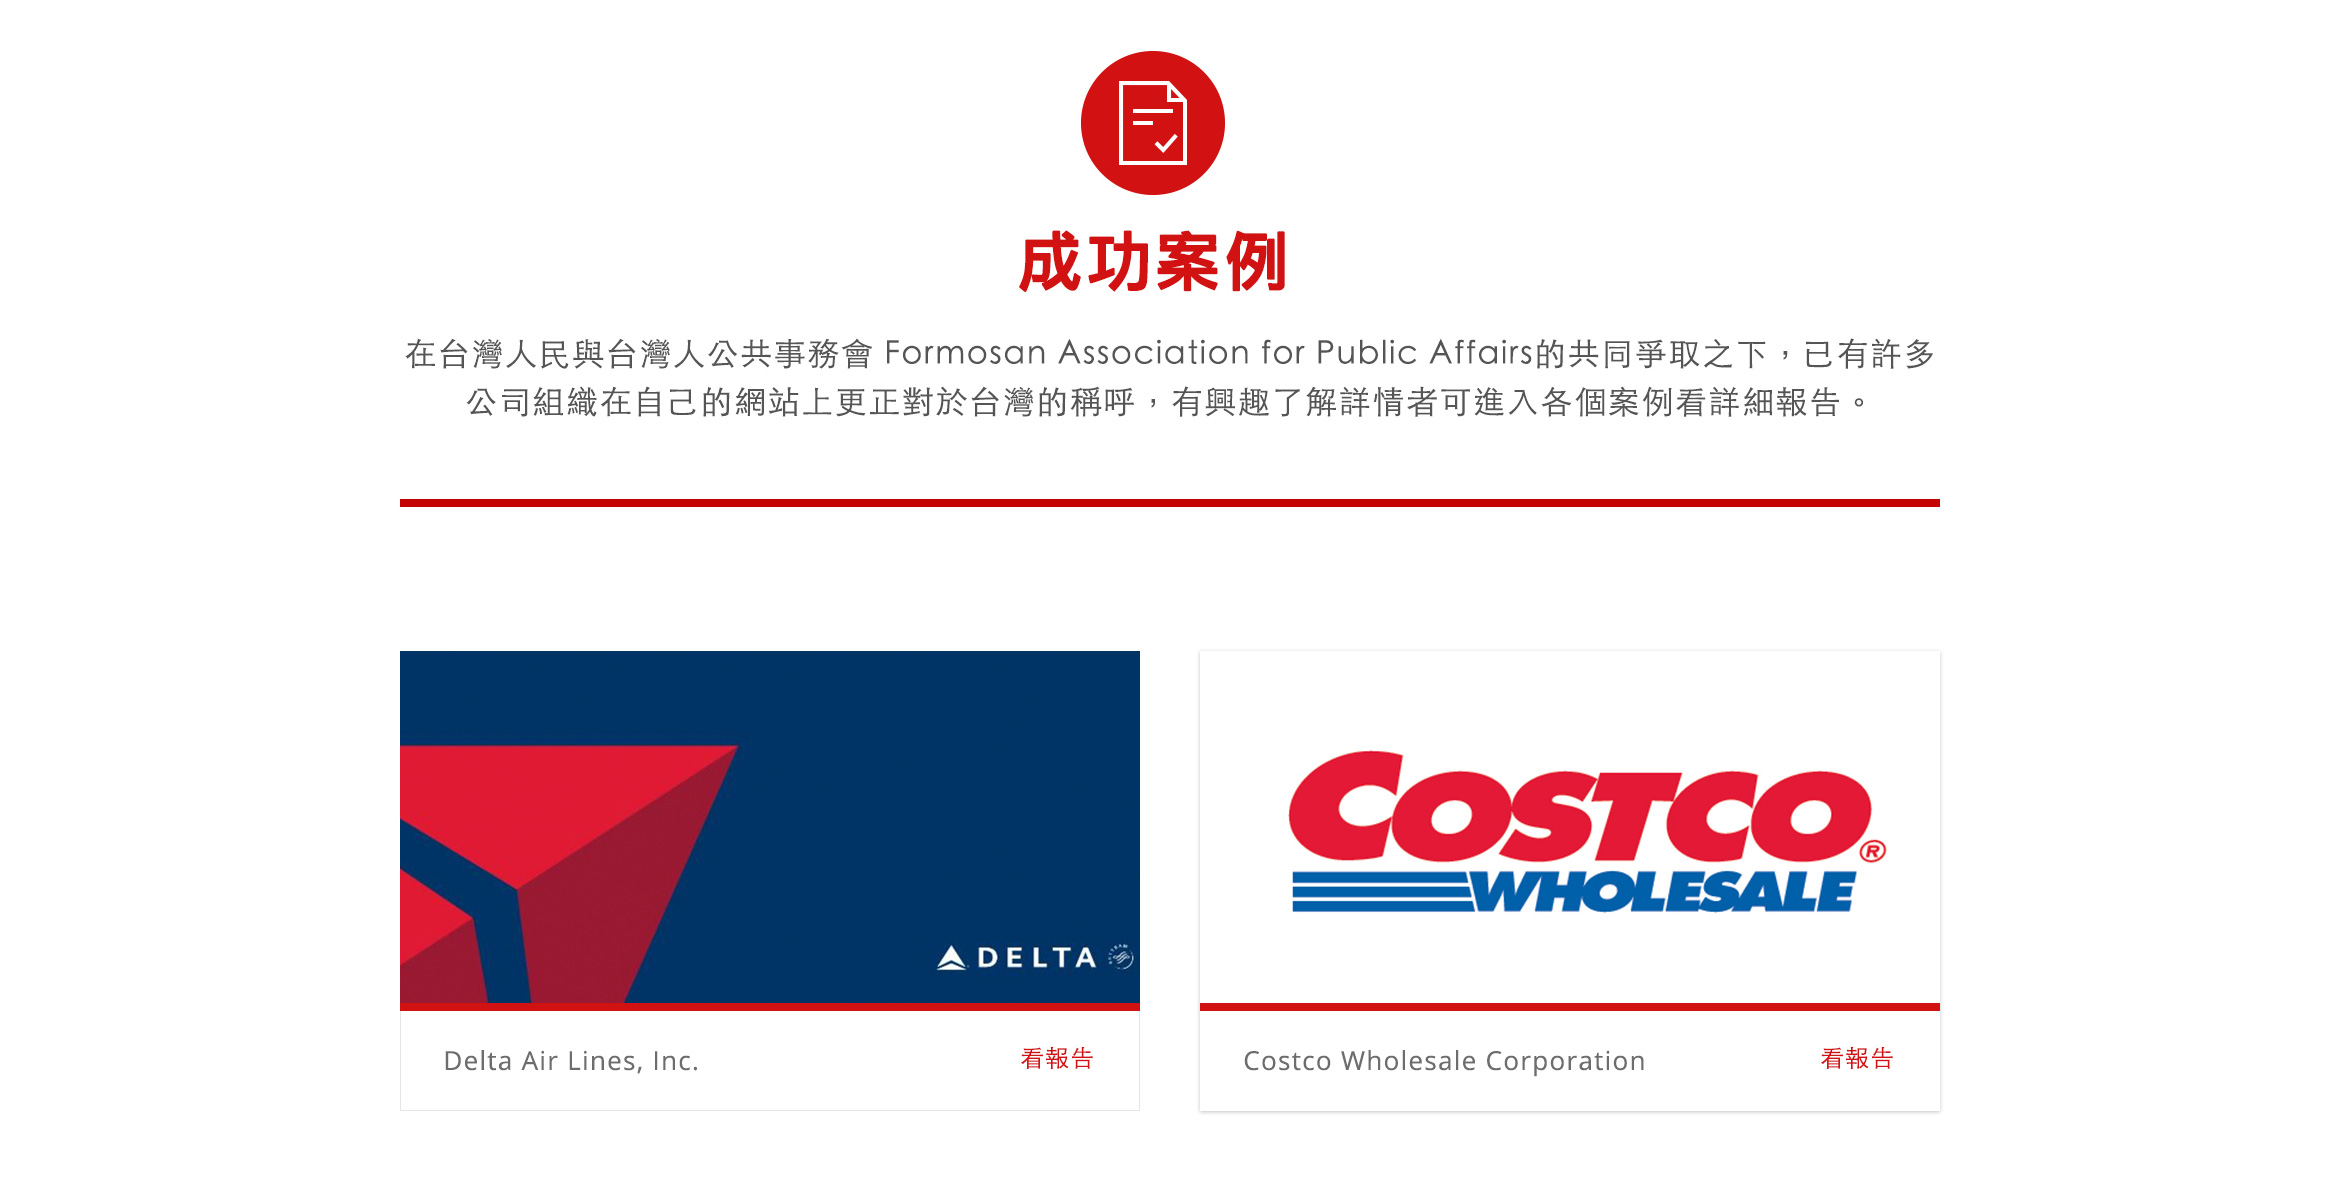 成功案例
在台灣人民與台灣人公共事務會 Formosan Association for Public Affairs的共同爭取之下，已有許多
公司組織在自己的網站上更正對於台灣的稱呼，有興趣了解詳情者可進入各個案例看詳細報告。
DELTA
Delta Air Lines, Inc.
看報告
COSTCO®
WHOLESALE
Costco Wholesale Corporation
看報告